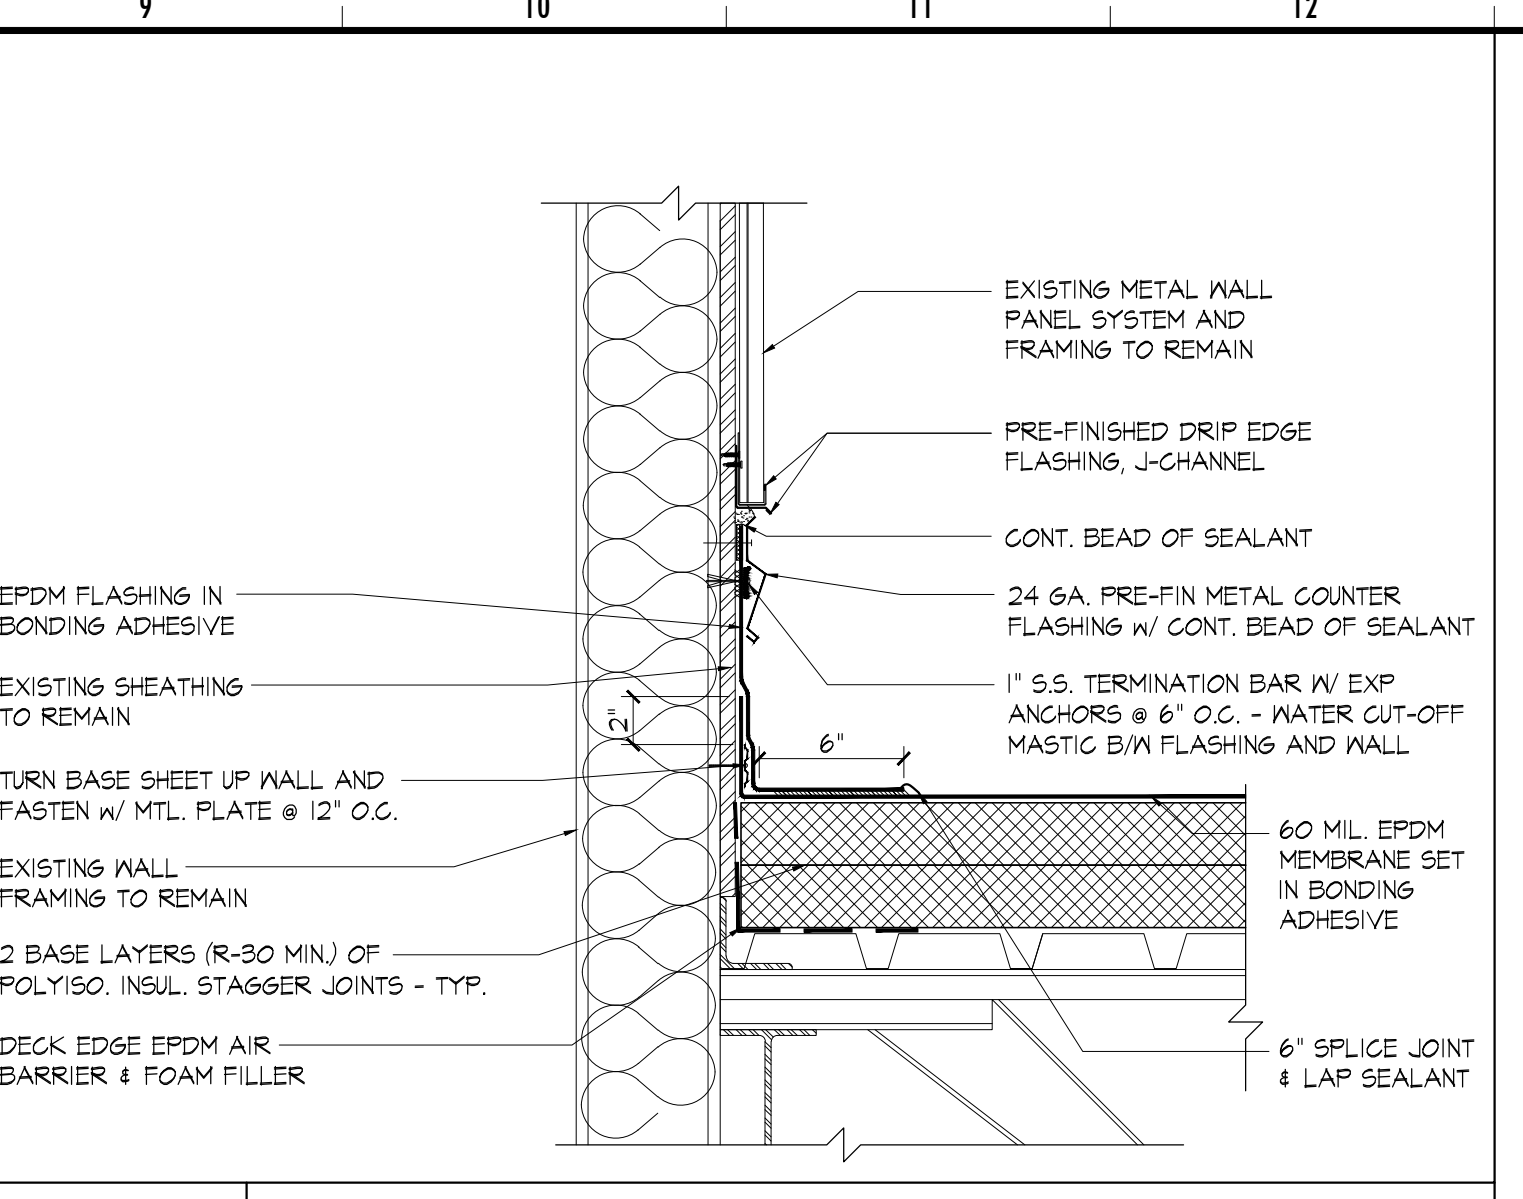 9 10 11 12
EXISTING METAL WALL
PANEL SYSTEM AND
FRAMING TO REMAIN
PRE-FINISHED DRIP EDGE
FLASHING, J-CHANNEL
CONT. BEAD OF SEALANT
24 GA. PRE-FIN METAL COUNTER
FLASHING W/ CONT. BEAD OF SEALANT
1" S.S. TERMINATION BAR W/ EXP
ANCHORS @ 6" O.C. - WATER CUT-OFF
MASTIC B/W FLASHING AND WALL
EPDM FLASHING IN
BONDING ADHESIVE
EXISTING SHEATHING
TO REMAIN
2"
6"
TURN BASE SHEET UP WALL AND
FASTEN W/ MTL. PLATE @ 12" O.C.
EXISTING WALL
FRAMING TO REMAIN
2 BASE LAYERS (R-30 MIN.) OF
POLYISO. INSUL. STAGGER JOINTS - TYP.
DECK EDGE EPDM AIR
BARRIER & FOAM FILLER
60 MIL. EPDM
MEMBRANE SET
IN BONDING
ADHESIVE
6" SPLICE JOINT
& LAP SEALANT